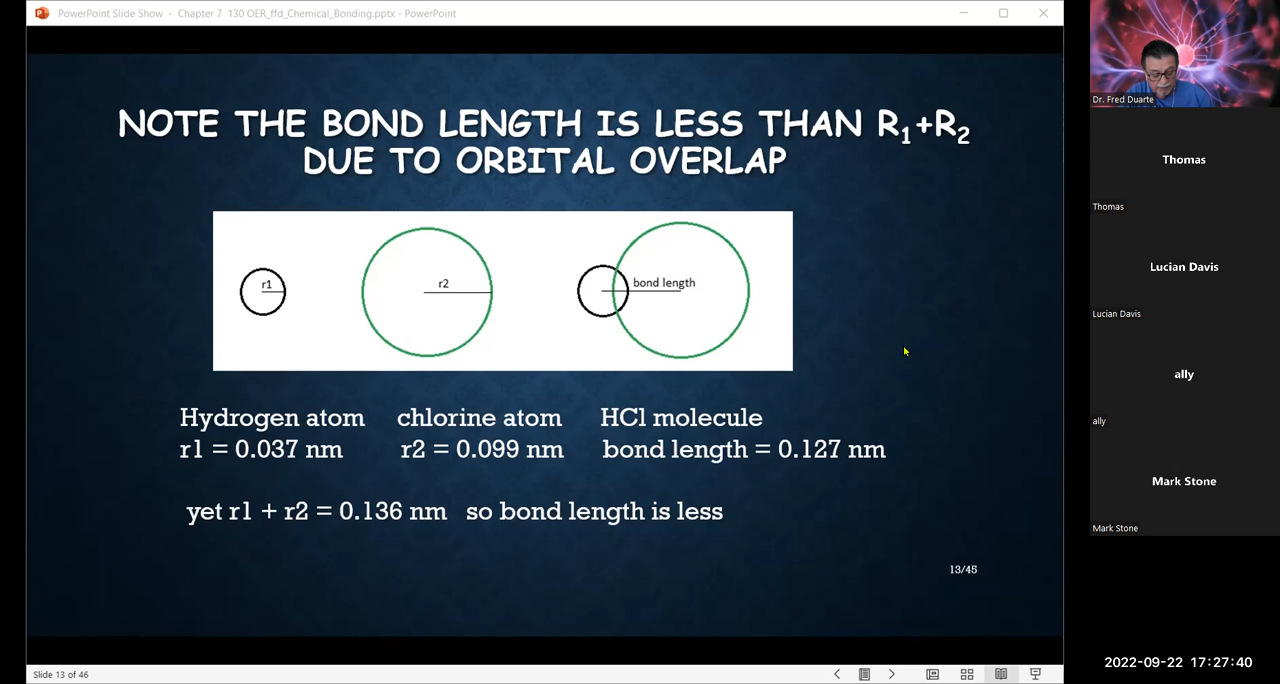 PowerPoint Slide Show - Chapter 7 130 OER_ffd_Chemical_Bonding.pptx - PowerPoint
NOTE THE BOND LENGTH IS LESS THAN R1+R2
DUE TO ORBITAL OVERLAP
r1
r2
bond length
Hydrogen atom chlorine atom HCl molecule
r1 = 0.037 nm r2 = 0.099 nm bond length = 0.127 nm
yet r1 + r2 = 0.136 nm so bond length is less
13/45
Slide 13 of 46
Dr. Fred Duarte
Thomas
Thomas
Lucian Davis
Lucian Davis
ally
ally
Mark Stone
Mark Stone
2022-09-22 17:27:40